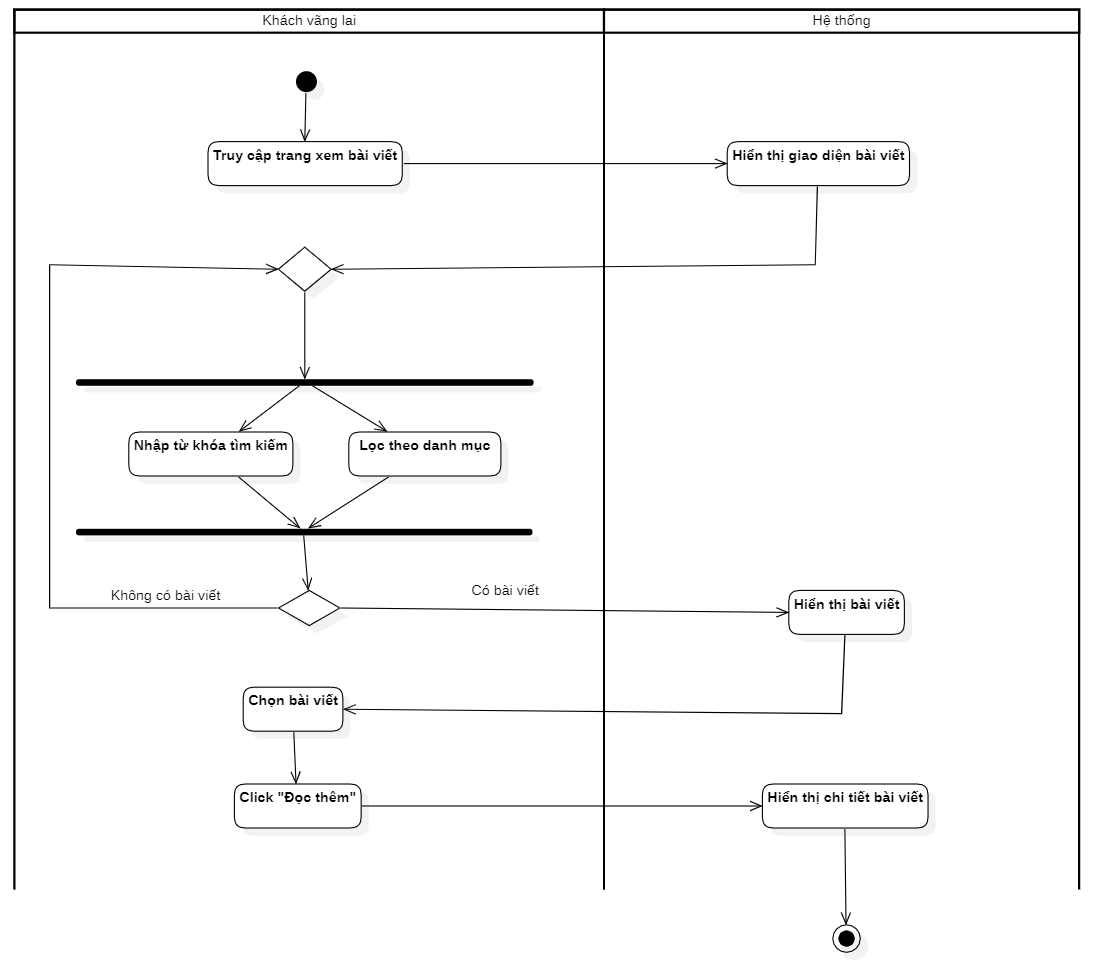 Khách vãng lai
Hệ thống
Truy cập trang xem bài viết
Hiển thị giao diện bài viết
Nhập từ khóa tìm kiếm
Lọc theo danh mục
Không có bài viết
Có bài viết
Hiển thị bài viết
Chọn bài viết
Click "Đọc thêm"
Hiển thị chi tiết bài viết